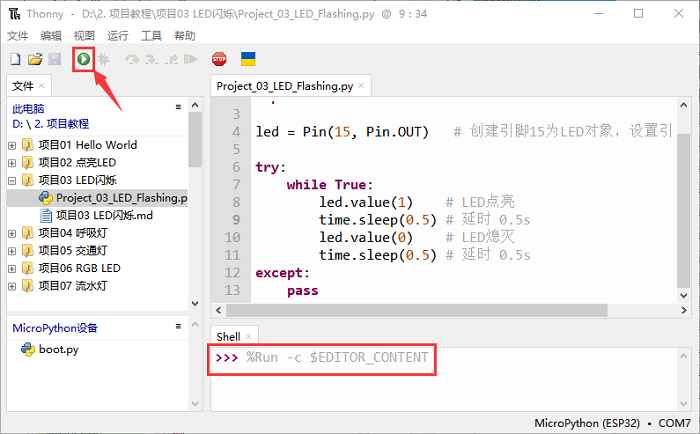 Thonny - D:\2. 项目教程\项目03 LED闪烁\Project_03_LED_Flashing.py @ 9 : 34
文件 编辑 视图 运行 工具 帮助
STOP
文件 ×
此电脑
D: \ 2. 项目教程
项目01 Hello World
项目02 点亮LED
项目03 LED闪烁
Project_03_LED_Flashing.p
项目03 LED闪烁.md
项目04 呼吸灯
项目05 交通灯
项目06 RGB LED
项目07 流水灯
MicroPython设备
boot.py
Project_03_LED_Flashing.py ×
3
4 led = Pin(15, Pin.OUT) # 创建引脚15为LED对象，设置引
5
6 try:
7 while True:
8 led.value(1) # LED点亮
9 time.sleep(0.5) # 延时 0.5s
10 led.value(0) # LED熄灭
11 time.sleep(0.5) # 延时 0.5s
12 except:
13 pass
Shell ×
>>> %Run -c $EDITOR_CONTENT
MicroPython (ESP32) • COM7